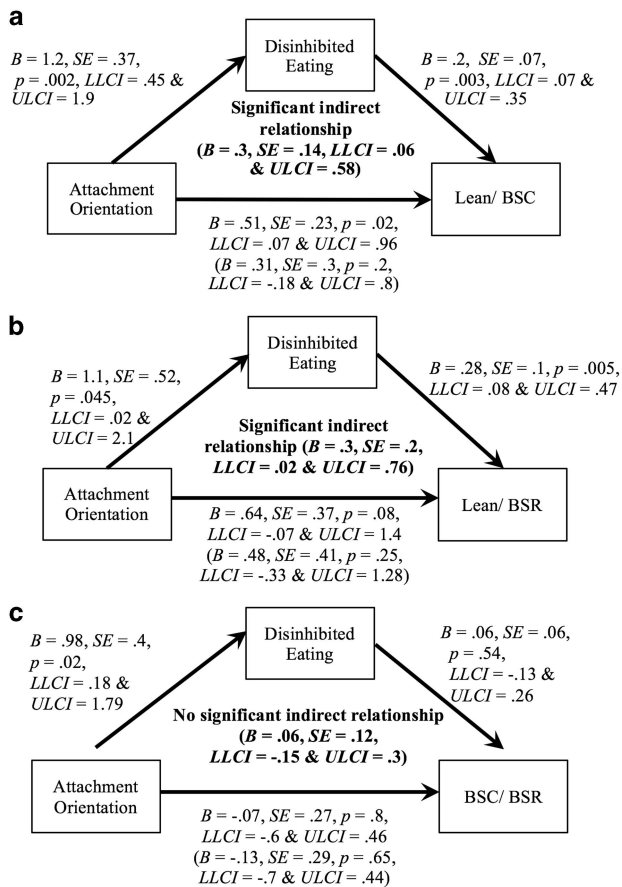 a
Disinhibited
Eating
B = 1.2, SE = .37,
p = .002, LLCI = .45 &
ULCI = 1.9
B = .2, SE = .07,
p = .003, LLCI = .07 &
ULCI = .35
Significant indirect
relationship
(B = .3, SE = .14, LLCI = .06
& ULCI = .58)
Attachment
Orientation
Lean/ BSC
B = .51, SE = .23, p = .02,
LLCI = .07 & ULCI = .96
(B = .31, SE = .3, p = .2,
LLCI = -.18 & ULCI = .8)
b
Disinhibited
Eating
B = 1.1, SE = .52,
p = .045,
LLCI = .02 &
ULCI = 2.1
B = .28, SE = .1, p = .005,
LLCI = .08 & ULCI = .47
Significant indirect
relationship (B = .3, SE = .2,
LLCI = .02 & ULCI = .76)
Attachment
Orientation
Lean/ BSR
B = .64, SE = .37, p = .08,
LLCI = -.07 & ULCI = 1.4
(B = .48, SE = .41, p = .25,
LLCI = -.33 & ULCI = 1.28)
c
Disinhibited
Eating
B = .98, SE = .4,
p = .02,
LLCI = .18 &
ULCI = 1.79
B = .06, SE = .06,
p = .54,
LLCI = -.13 &
ULCI = .26
No significant indirect relationship
(B = .06, SE = .12,
LLCI = -.15 & ULCI = .3)
Attachment
Orientation
BSC/ BSR
B = -.07, SE = .27, p = .8,
LLCI = -.6 & ULCI = .46
(B = -.13, SE = .29, p = .65,
LLCI = -.7 & ULCI = .44)